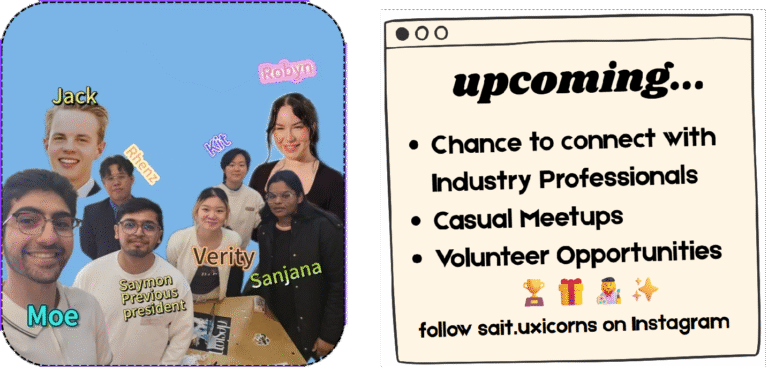 Jack
Robyn
Rhenz
Kit
Verity
Sanjana
Saymon
Previous
president
Moe
upcoming...
Chance to connect with
Industry Professionals
Casual Meetups
Volunteer Opportunities
follow sait.uxicorns on Instagram